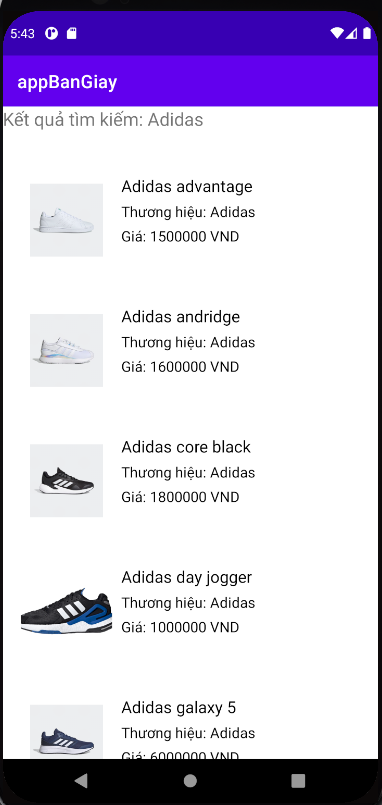 5:43
appBanGiay
Kết quả tìm kiếm: Adidas
Adidas advantage
Thương hiệu: Adidas
Giá: 1500000 VND
Adidas andridge
Thương hiệu: Adidas
Giá: 1600000 VND
Adidas core black
Thương hiệu: Adidas
Giá: 1800000 VND
Adidas day jogger
Thương hiệu: Adidas
Giá: 1000000 VND
Adidas galaxy 5
Thương hiệu: Adidas
Giá: 6000000 VND